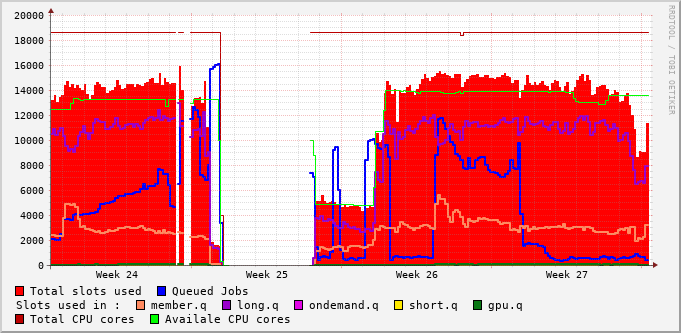 20000
18000
16000
14000
12000
10000
8000
6000
4000
2000
0
Week 24 Week 25 Week 26 Week 27
RRDTOOL / TOBI OETIKER
Total slots used Queued Jobs
Slots used in : member.q long.q ondemand.q short.q gpu.q
Total CPU cores Availale CPU cores